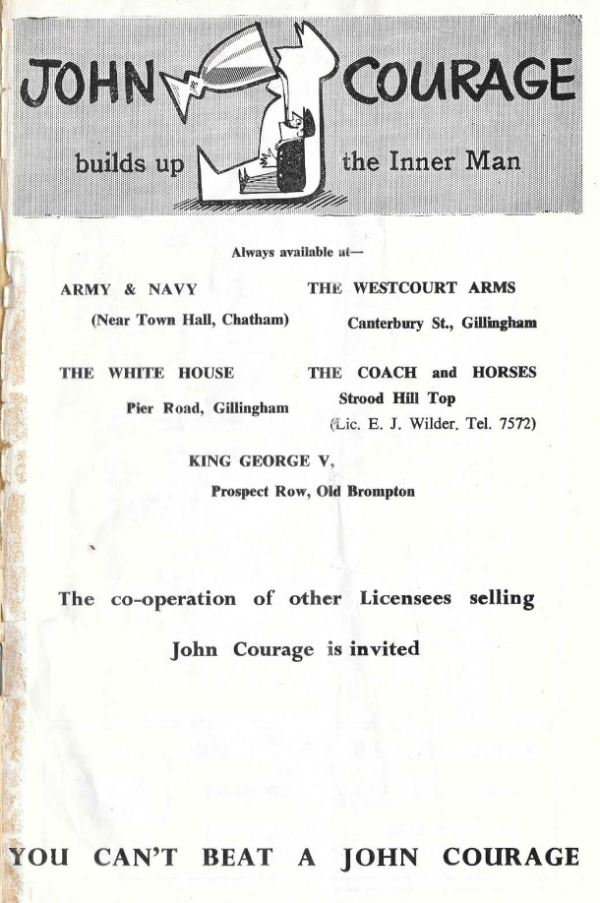 JOHN COURAGE
builds up the Inner Man
Always available at—
ARMY & NAVY
(Near Town Hall, Chatham)
THE WESTCOURT ARMS
Canterbury St., Gillingham
THE WHITE HOUSE
Pier Road, Gillingham
THE COACH and HORSES
Strood Hill Top
(Lic. E. J. Wilder. Tel. 7572)
KING GEORGE V,
Prospect Row, Old Brompton
The co-operation of other Licensees selling
John Courage is invited
YOU CAN'T BEAT A JOHN COURAGE